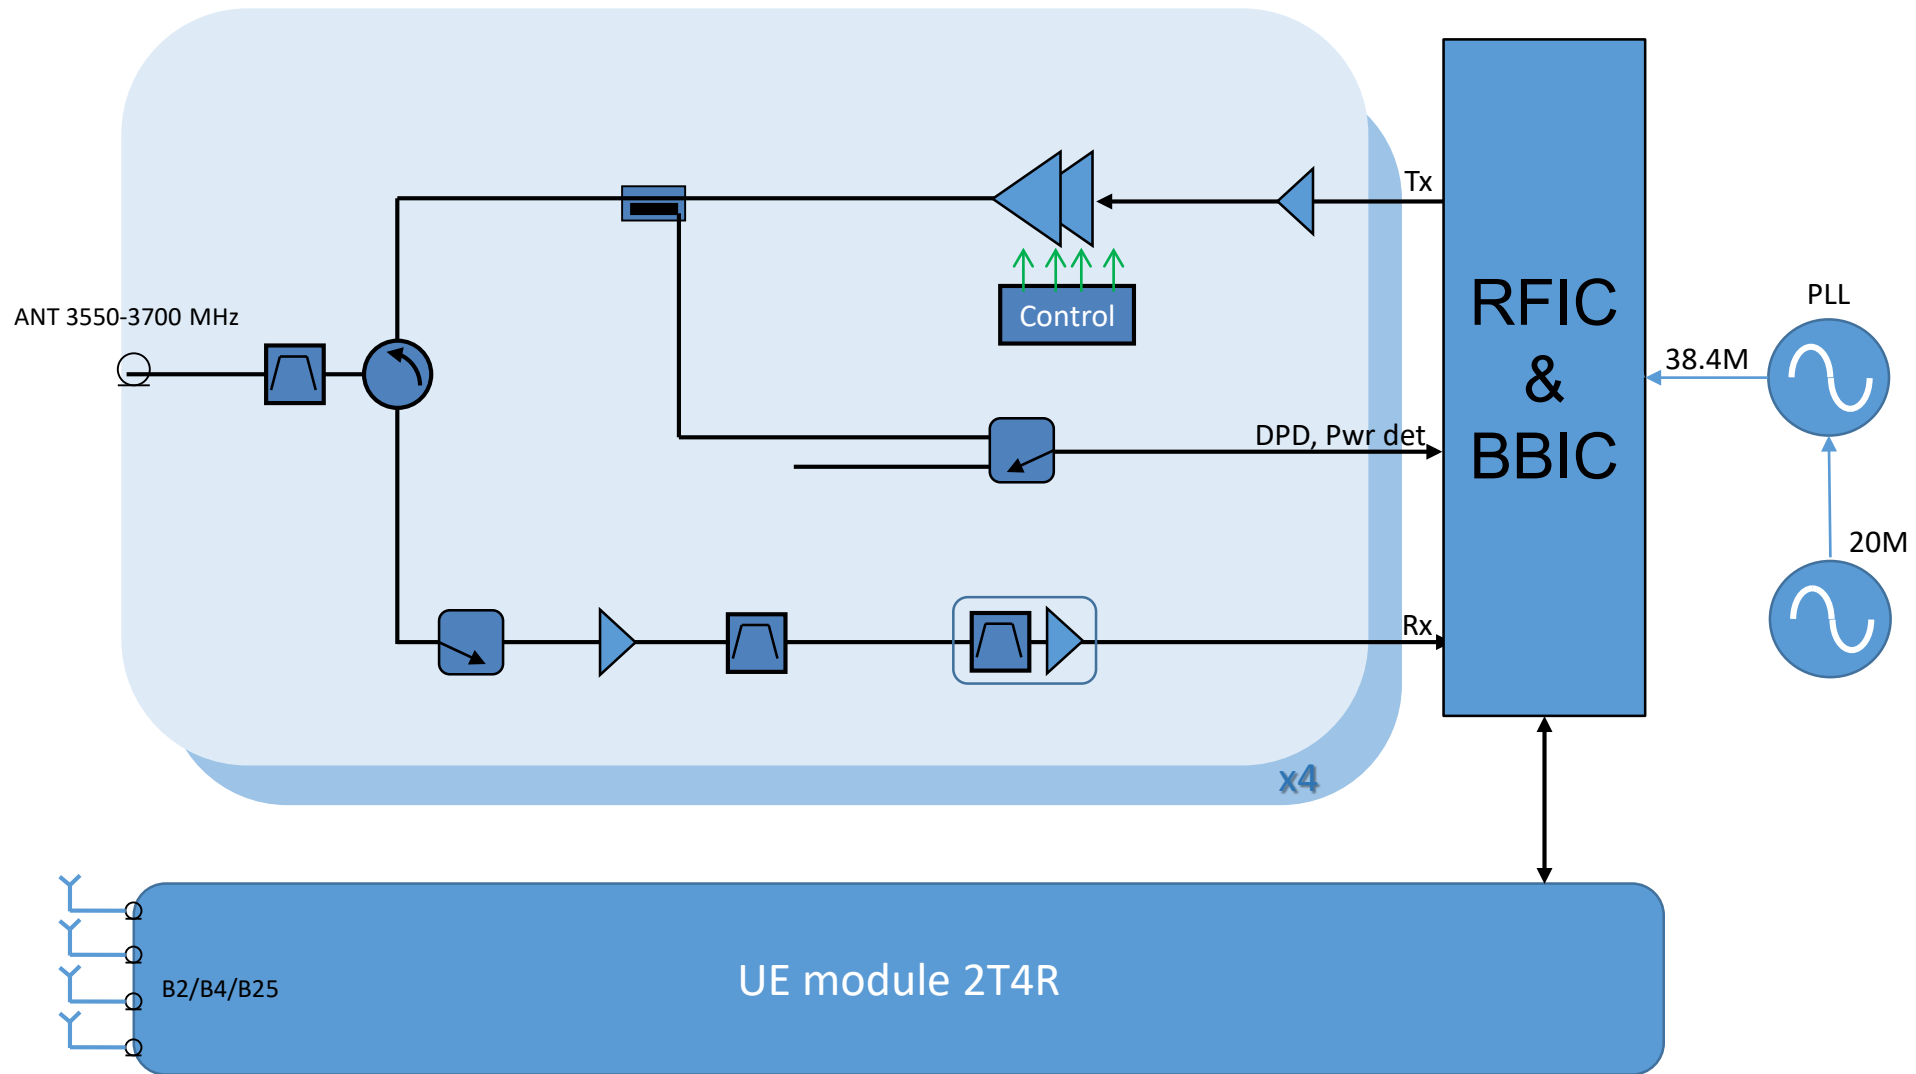 Tx
Control
ANT 3550-3700 MHz
RFIC
&
BBIC
PLL
38.4M
DPD, Pwr det
20M
Rx
x4
B2/B4/B25
UE module 2T4R